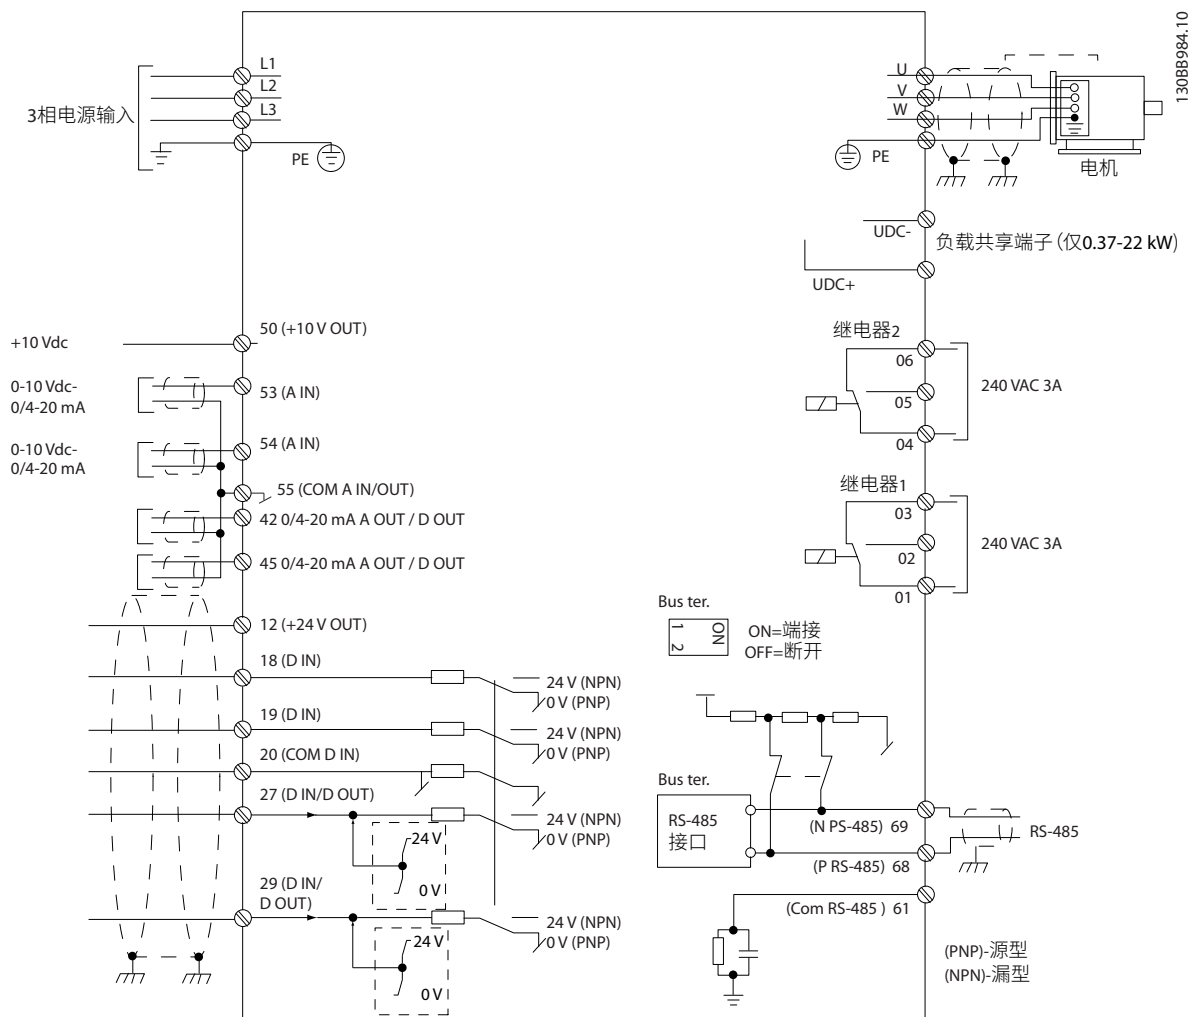 130BB984.10
L1
L2
L3
3相电源输入
PE
U
V
W
PE
电机
UDC-
负载共享端子（仅0.37-22 kW）
UDC+
+10 Vdc
50 (+10 V OUT)
0-10 Vdc-
0/4-20 mA
53 (A IN)
0-10 Vdc-
0/4-20 mA
54 (A IN)
55 (COM A IN/OUT)
42 0/4-20 mA A OUT / D OUT
45 0/4-20 mA A OUT / D OUT
继电器2
06
05
04
240 VAC 3A
继电器1
03
02
01
240 VAC 3A
12 (+24 V OUT)
18 (D IN)
24 V (NPN)
0 V (PNP)
19 (D IN)
24 V (NPN)
0 V (PNP)
20 (COM D IN)
27 (D IN/D OUT)
24 V (NPN)
0 V (PNP)
24 V
0 V
29 (D IN/
D OUT)
24 V (NPN)
0 V (PNP)
24 V
0 V
Bus ter.
1
2
ON
ON=端接
OFF=断开
Bus ter.
RS-485
接口
(N PS-485) 69
(P RS-485) 68
RS-485
(Com RS-485 ) 61
(PNP)-源型
(NPN)-漏型